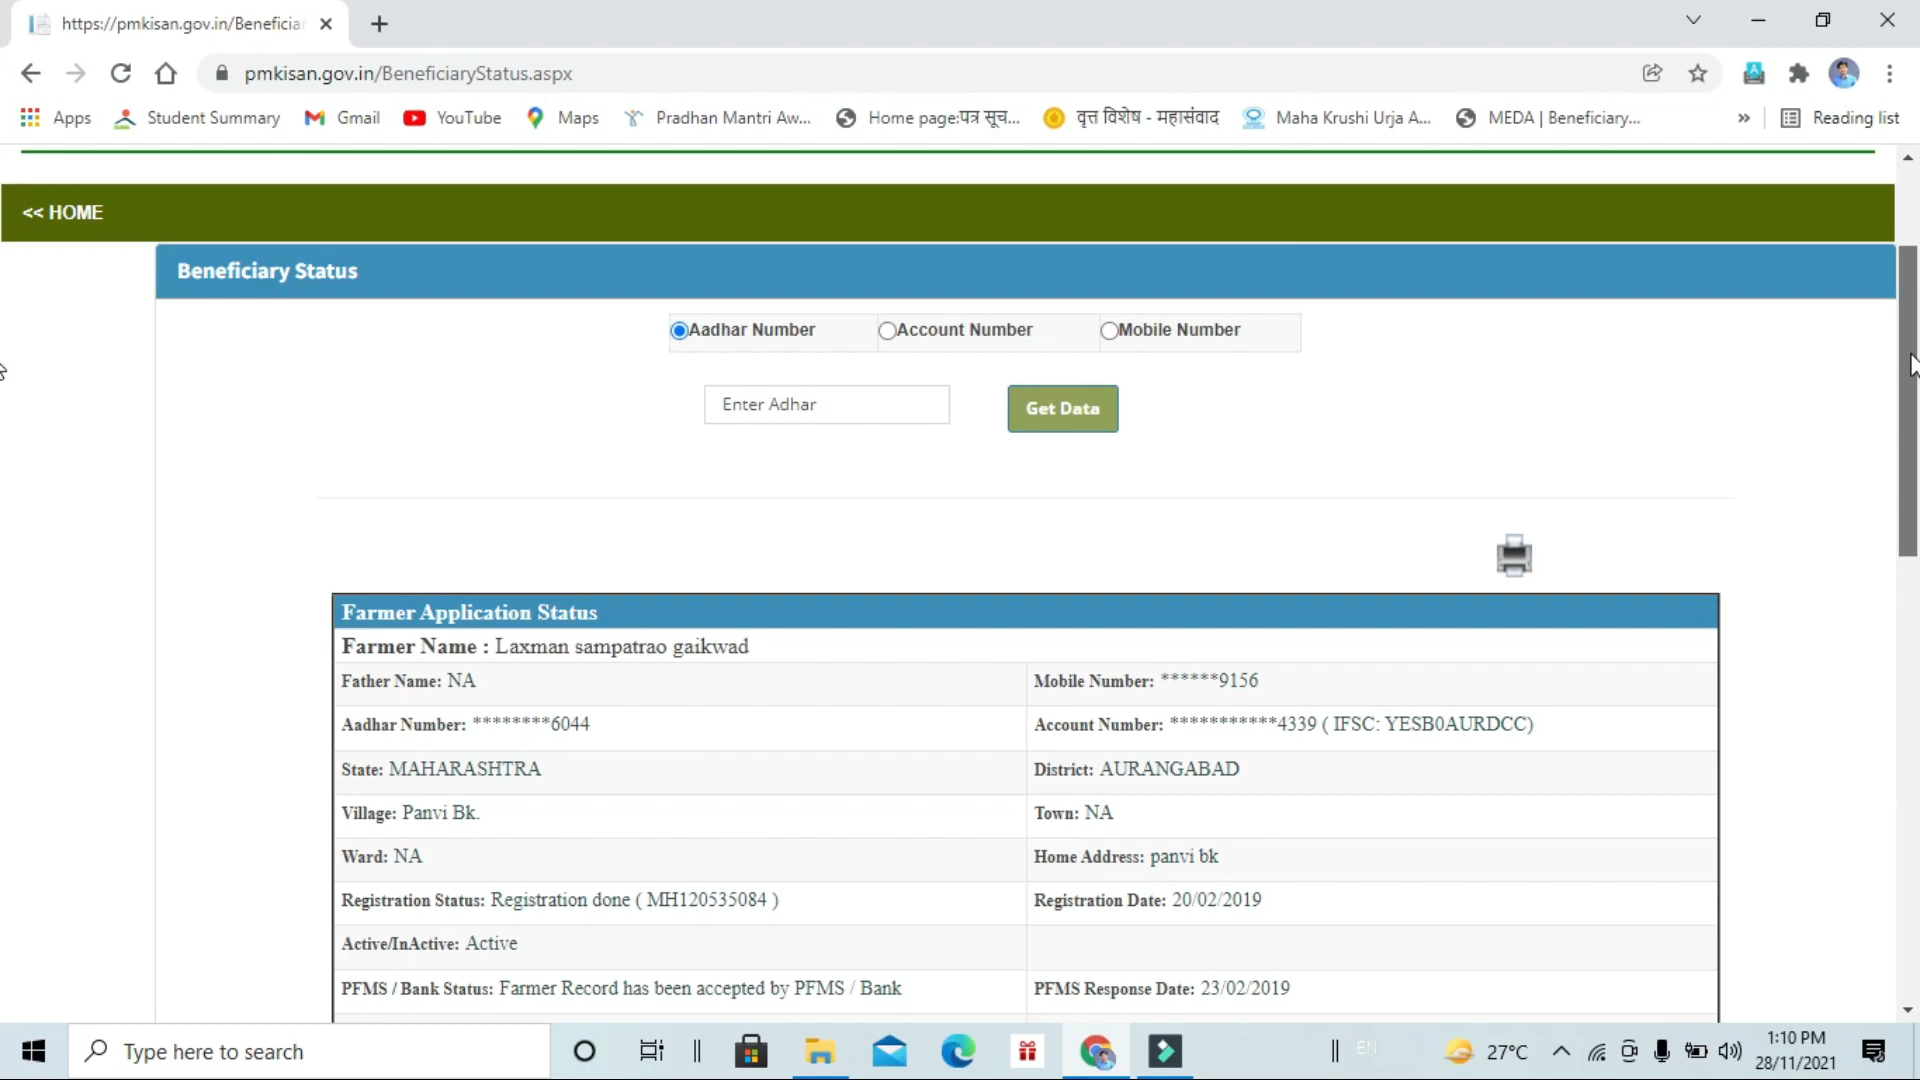 https://pmkisan.gov.in/Beneficiar
pmkisan.gov.in/BeneficiaryStatus.aspx
Apps Student Summary Gmail YouTube Maps Pradhan Mantri Aw... Home page:पत्र सूच... वृत्त विशेष - महासंवाद Maha Krushi Urja A... MEDA | Beneficiary... » Reading list
<< HOME
Beneficiary Status
Aadhar Number Account Number Mobile Number
Enter Adhar Get Data
Farmer Application Status
Farmer Name : Laxman sampatrao gaikwad
Father Name: NA Mobile Number: ******9156
Aadhar Number: ********6044 Account Number: ***********4339 ( IFSC: YESB0AURDCC)
State: MAHARASHTRA District: AURANGABAD
Village: Panvi Bk. Town: NA
Ward: NA Home Address: panvi bk
Registration Status: Registration done ( MH120535084 ) Registration Date: 20/02/2019
Active/InActive: Active
PFMS / Bank Status: Farmer Record has been accepted by PFMS / Bank PFMS Response Date: 23/02/2019
Type here to search EN 27°C 1:10 PM
28/11/2021